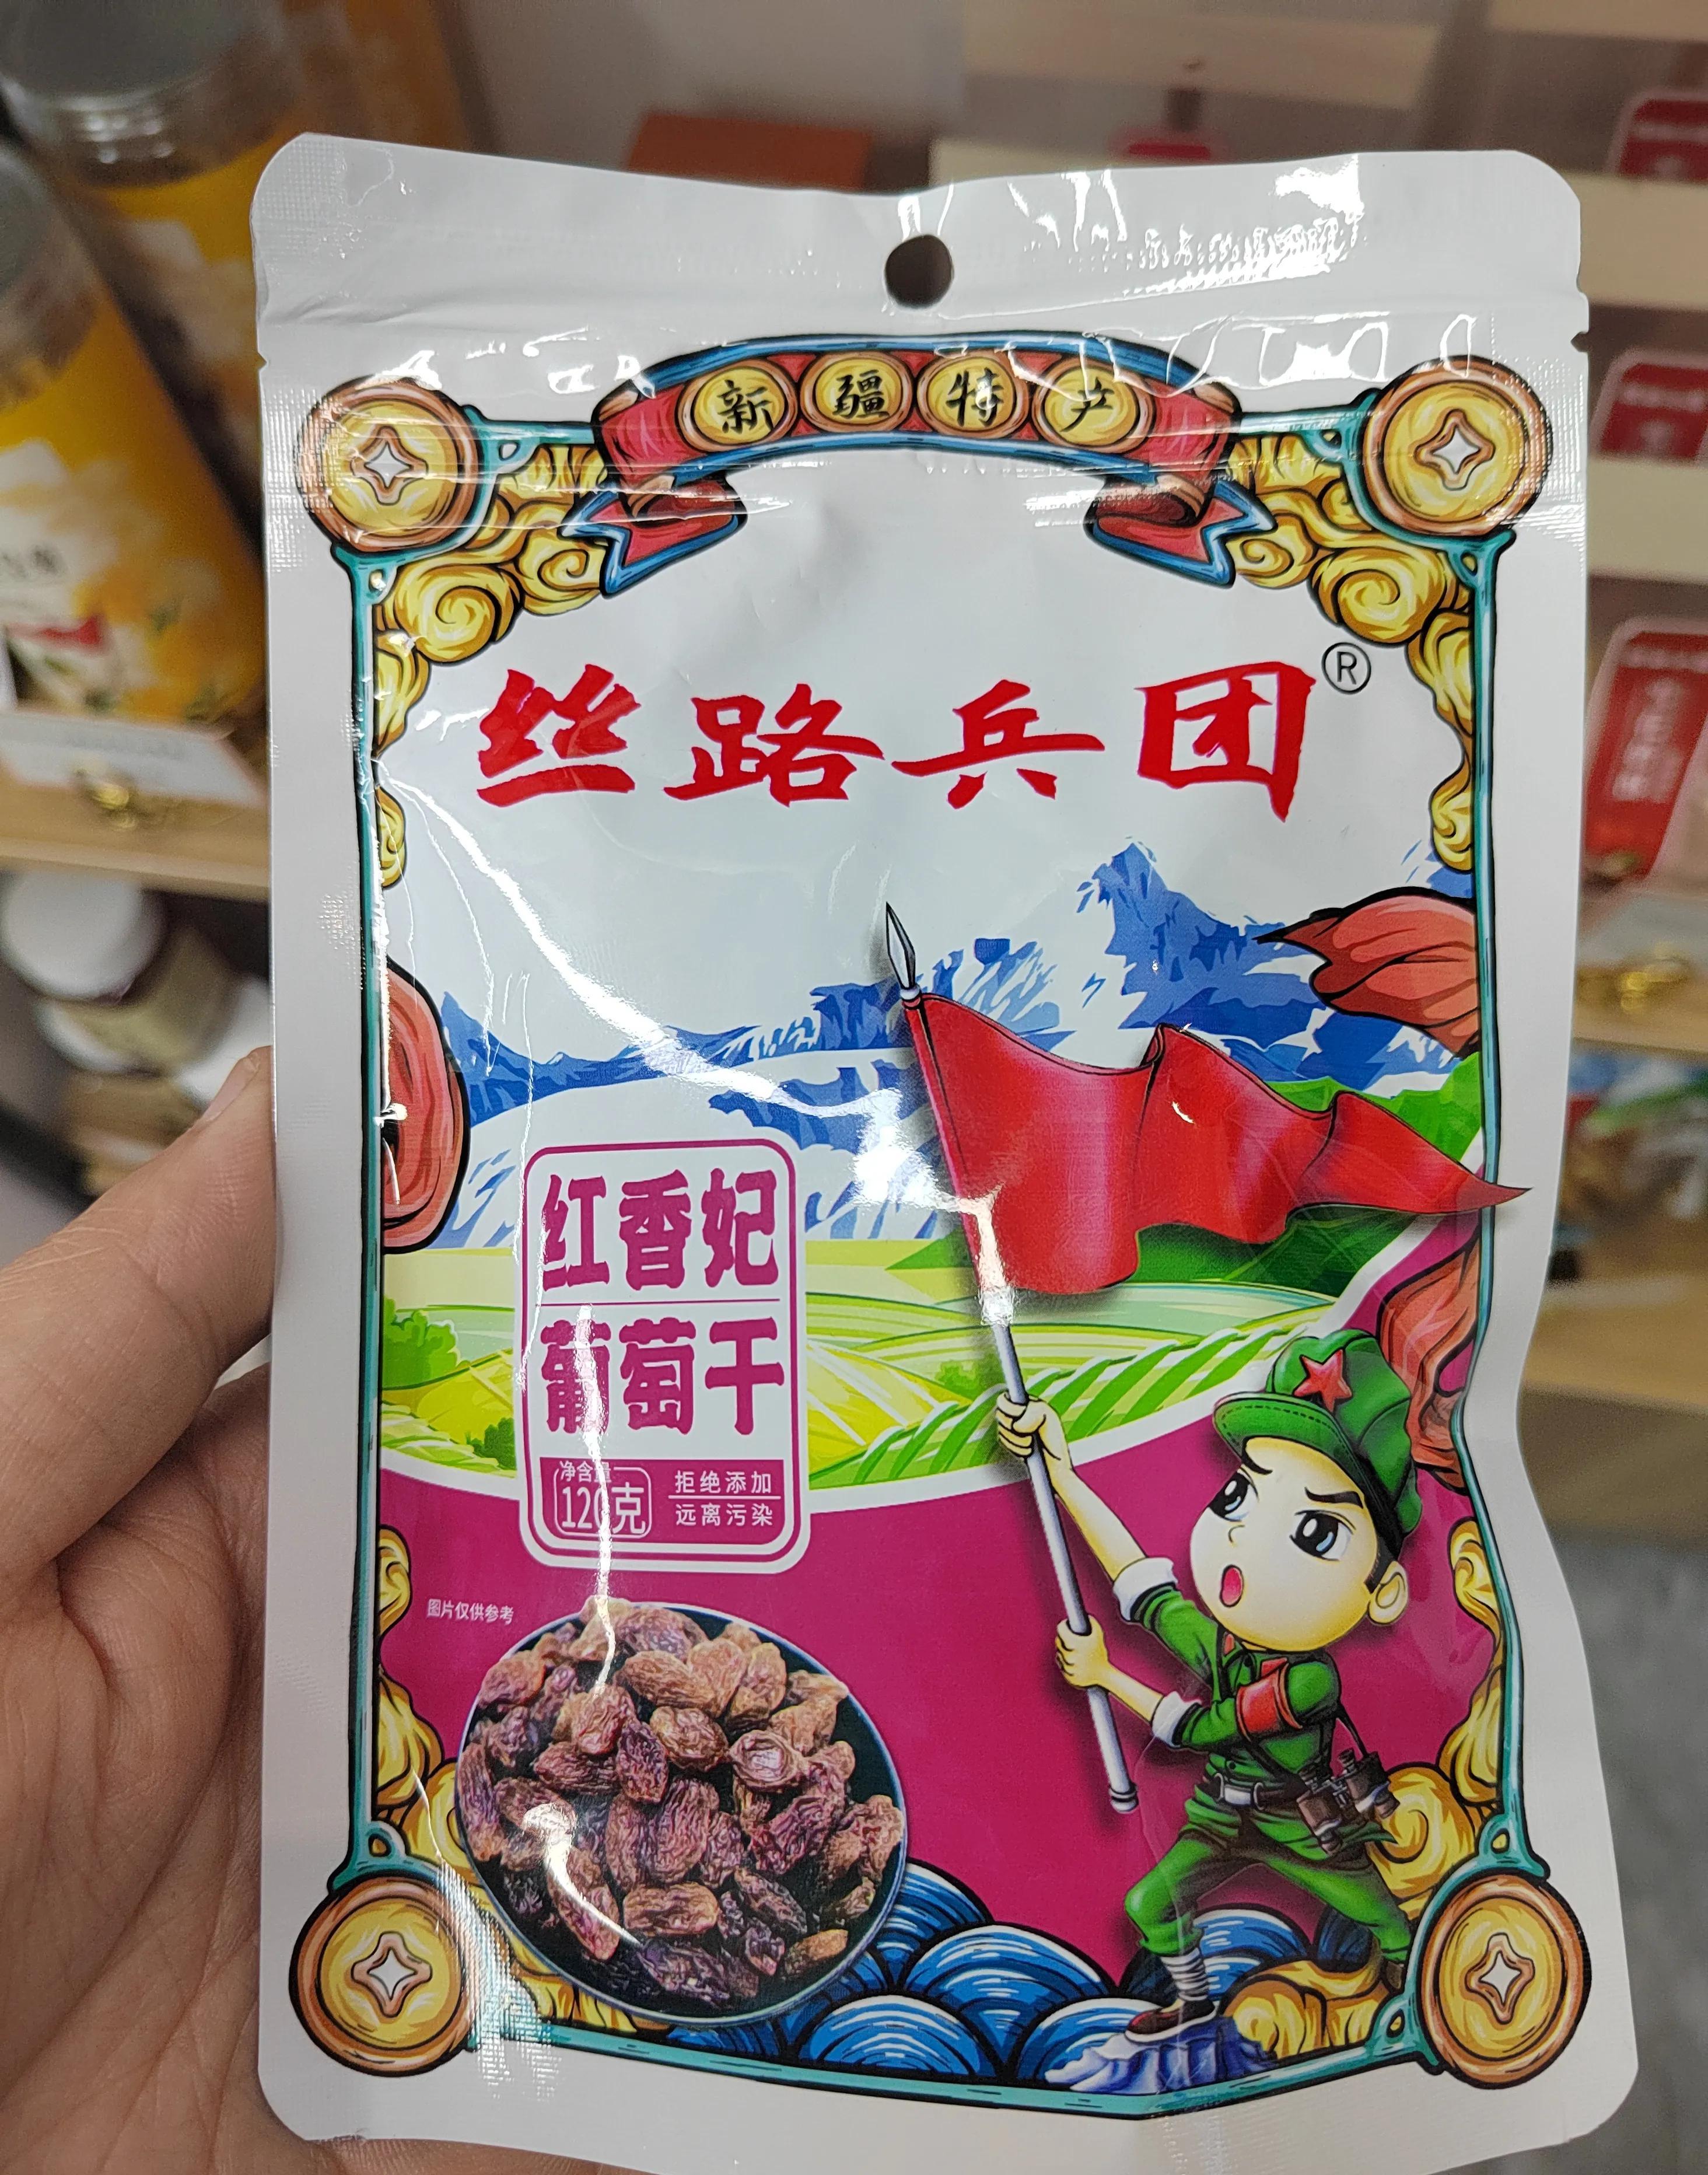 新疆特产
丝路兵团®
红香妃
葡萄干
净含量
120克
拒绝添加
远离污染
图片仅供参考